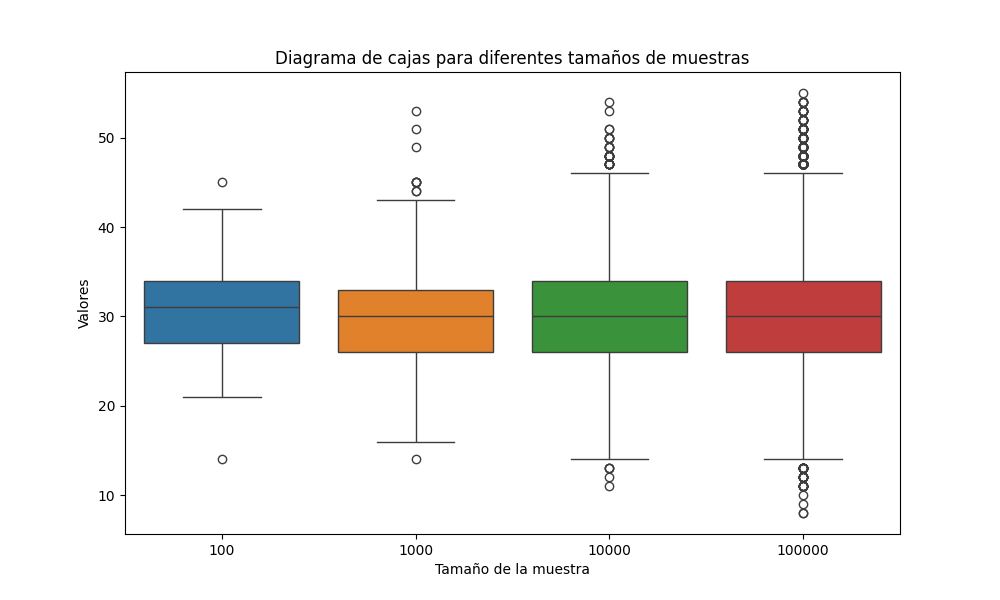 Diagrama de cajas para diferentes tamaños de muestras
Valores
50
40
30
20
10
100 1000 10000 100000
Tamaño de la muestra